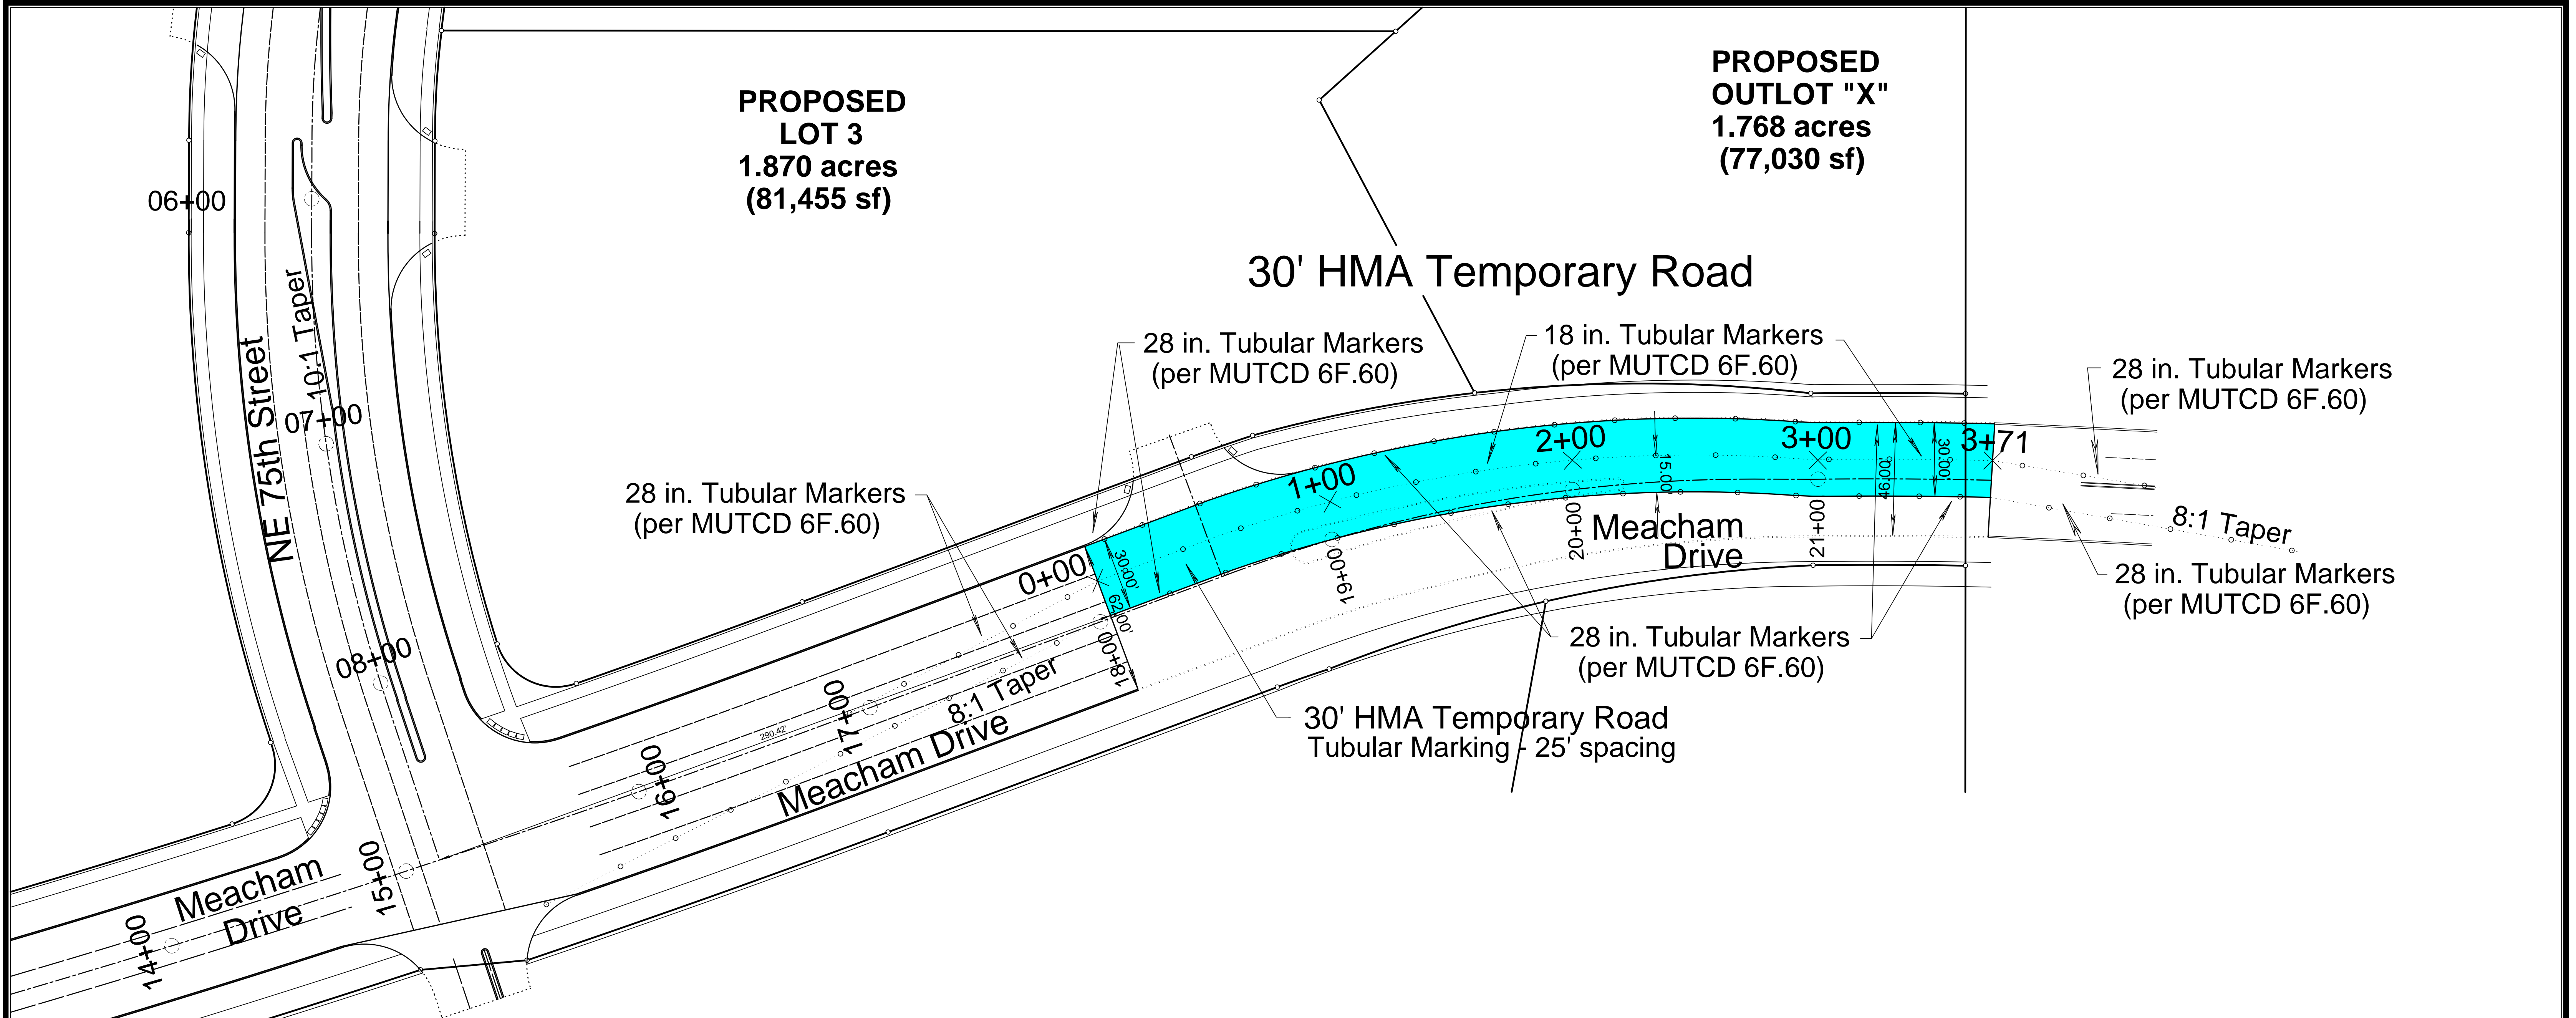 PROPOSED
LOT 3
1.870 acres
(81,455 sf)
PROPOSED
OUTLOT "X"
1.768 acres
(77,030 sf)
06+00
10:1 Taper
NE 75th Street
07+00
08+00
30' HMA Temporary Road
28 in. Tubular Markers
(per MUTCD 6F.60)
18 in. Tubular Markers
(per MUTCD 6F.60)
28 in. Tubular Markers
(per MUTCD 6F.60)
28 in. Tubular Markers
(per MUTCD 6F.60)
0+00
1+00
2+00
3+00
3+71
30.00'
62.00'
15.00'
46.00'
30.00'
8:1 Taper
28 in. Tubular Markers
(per MUTCD 6F.60)
Meacham
Drive
28 in. Tubular Markers
(per MUTCD 6F.60)
30' HMA Temporary Road
Tubular Marking - 25' spacing
8:1 Taper
Meacham Drive
290.42'
Meacham
Drive
14+00
15+00
16+00
17+00
18+00
19+00
20+00
21+00